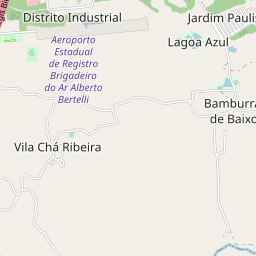 Distrito Industrial
Jardim Paulis
Lagoa Azul
Aeroporto
Estadual
de Registro
Brigadeiro
do Ar Alberto
Bertelli
Bamburra
de Baixo
Vila Chá Ribeira